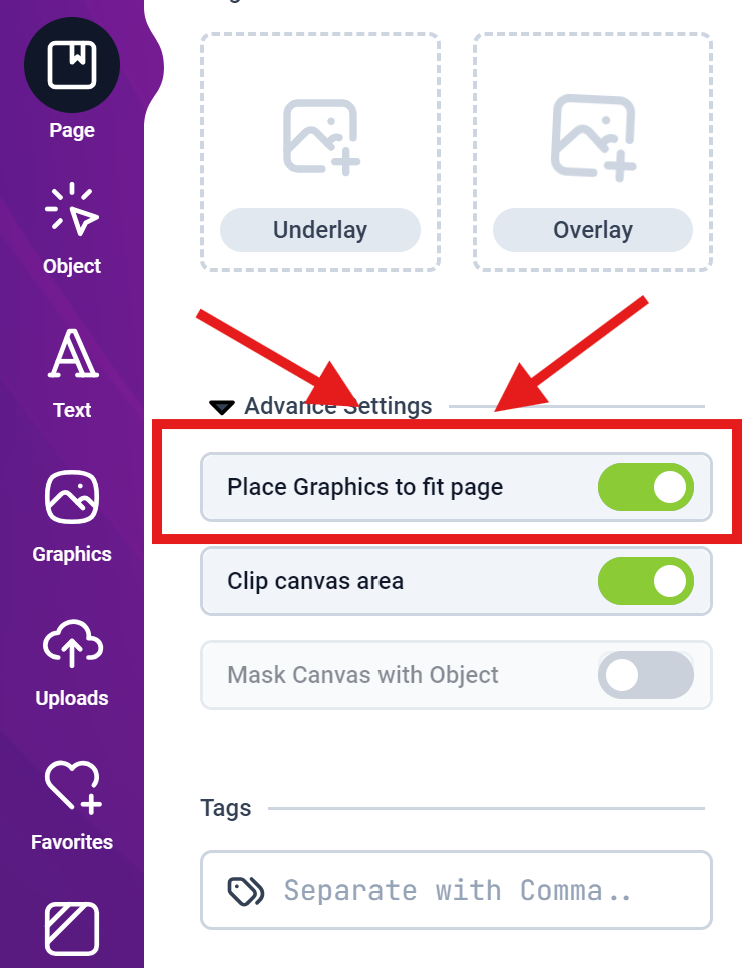 Page
Object
Text
Graphics
Uploads
Favorites
Underlay
Overlay
Advance Settings
Place Graphics to fit page
Clip canvas area
Mask Canvas with Object
Tags
Separate with Comma..